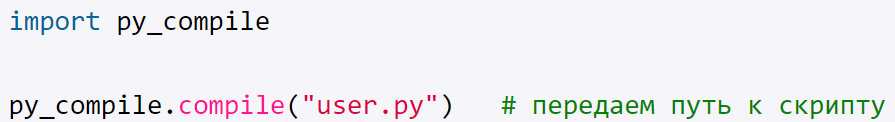 import py_compile
py_compile.compile("user.py")   # передаем путь к скрипту